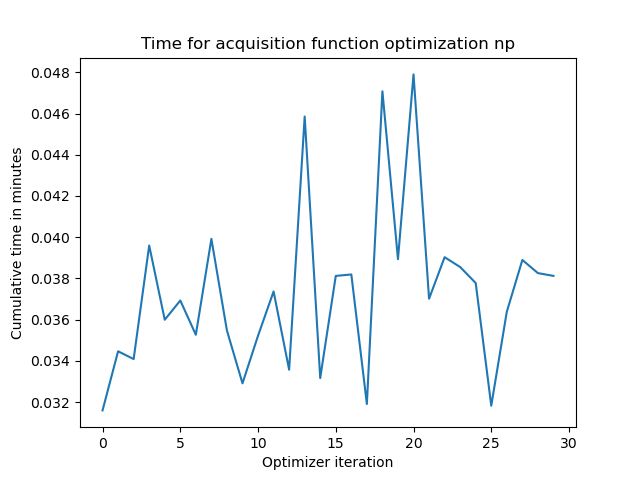 Time for acquisition function optimization np
Cumulative time in minutes
0.048
0.046
0.044
0.042
0.040
0.038
0.036
0.034
0.032
0 5 10 15 20 25 30
Optimizer iteration